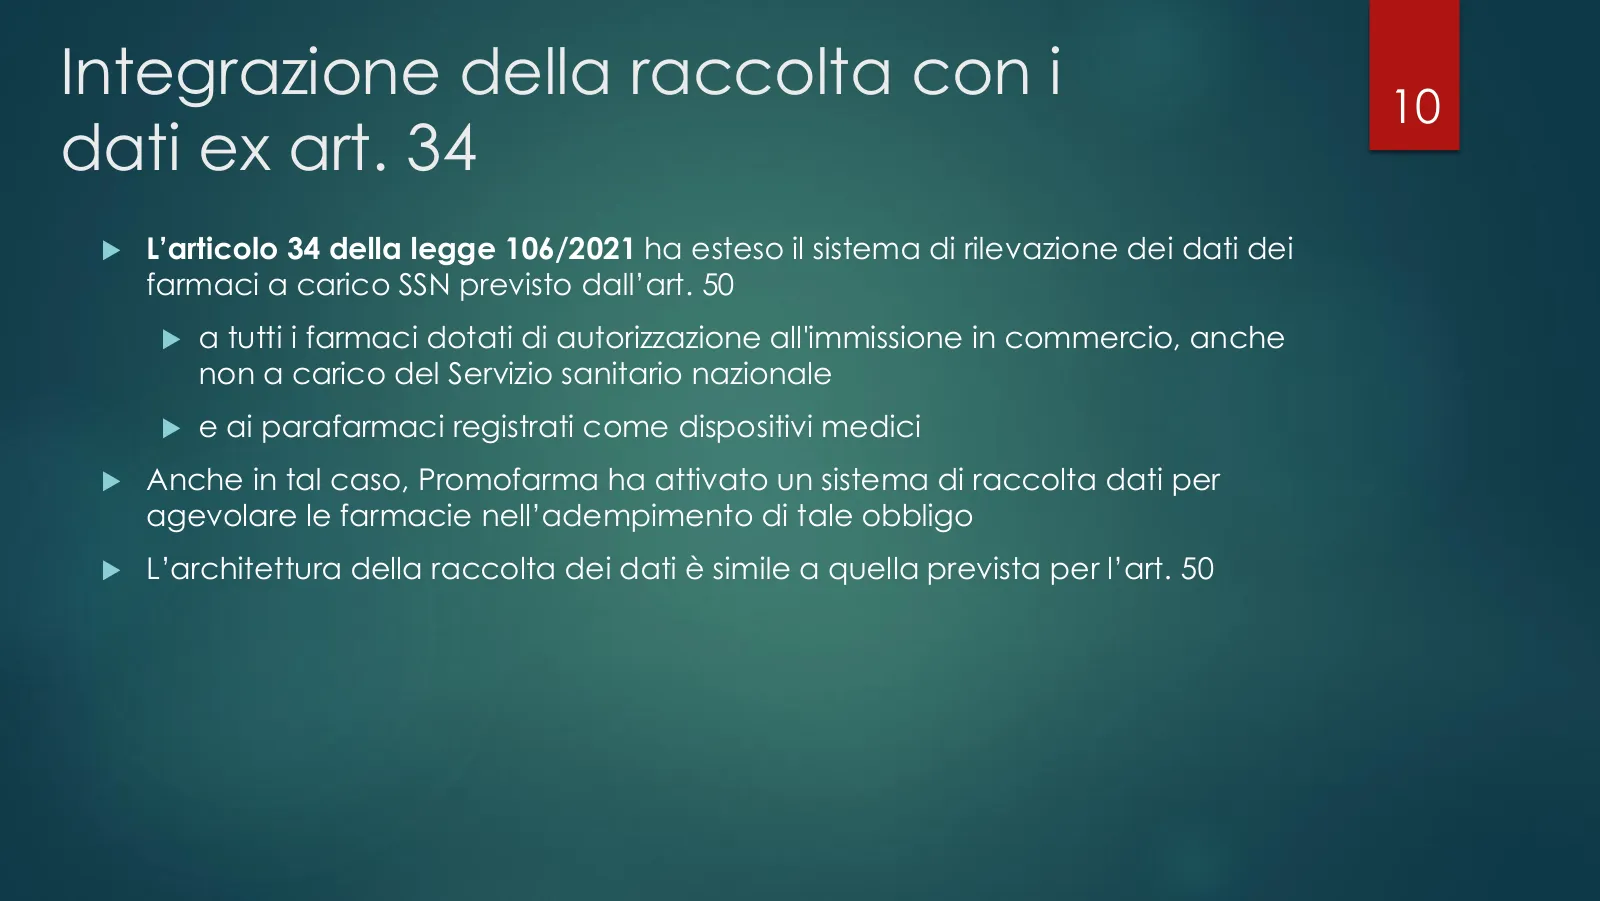 Integrazione della raccolta con i
dati ex art. 34
10
L’articolo 34 della legge 106/2021 ha esteso il sistema di rilevazione dei dati dei
farmaci a carico SSN previsto dall’art. 50
a tutti i farmaci dotati di autorizzazione all'immissione in commercio, anche
non a carico del Servizio sanitario nazionale
e ai parafarmaci registrati come dispositivi medici
Anche in tal caso, Promofarma ha attivato un sistema di raccolta dati per
agevolare le farmacie nell’adempimento di tale obbligo
L’architettura della raccolta dei dati è simile a quella prevista per l’art. 50